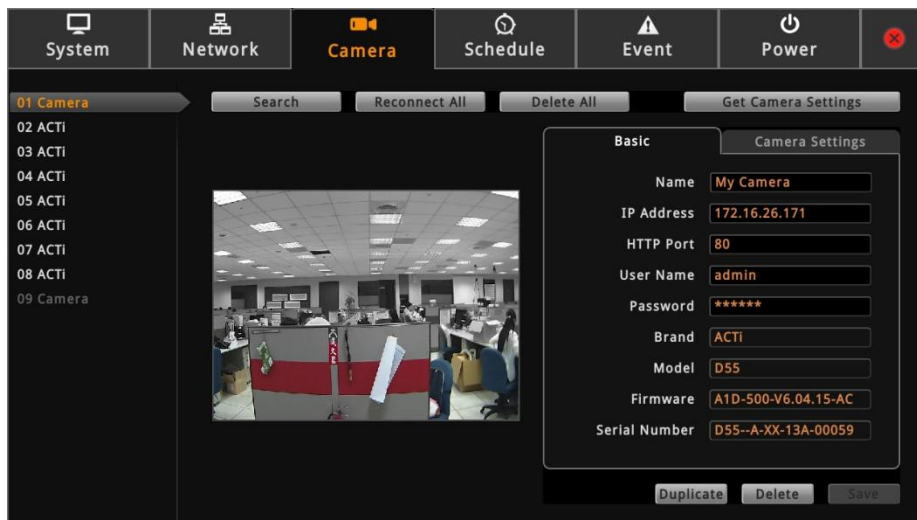 System Network Camera Schedule Event Power
01 Camera
02 ACTi
03 ACTi
04 ACTi
05 ACTi
06 ACTi
07 ACTi
08 ACTi
09 Camera
Search Reconnect All Delete All Get Camera Settings
Basic Camera Settings
Name My Camera
IP Address 172.16.26.171
HTTP Port 80
User Name admin
Password ******
Brand ACTi
Model D55
Firmware A1D-500-V6.04.15-AC
Serial Number D55--A-XX-13A-00059
Duplicate Delete Save